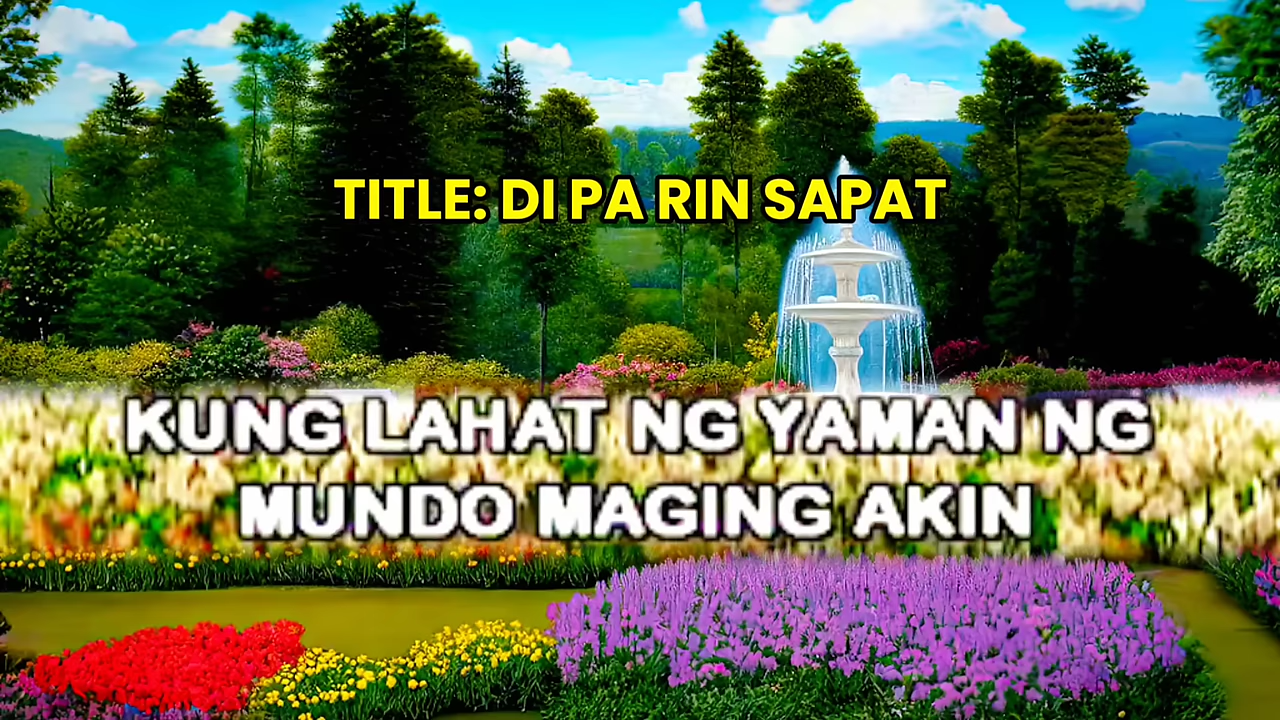 TITLE: DI PA RIN SAPAT
KUNG LAHAT NG YAMAN NG
MUNDO MAGING AKIN